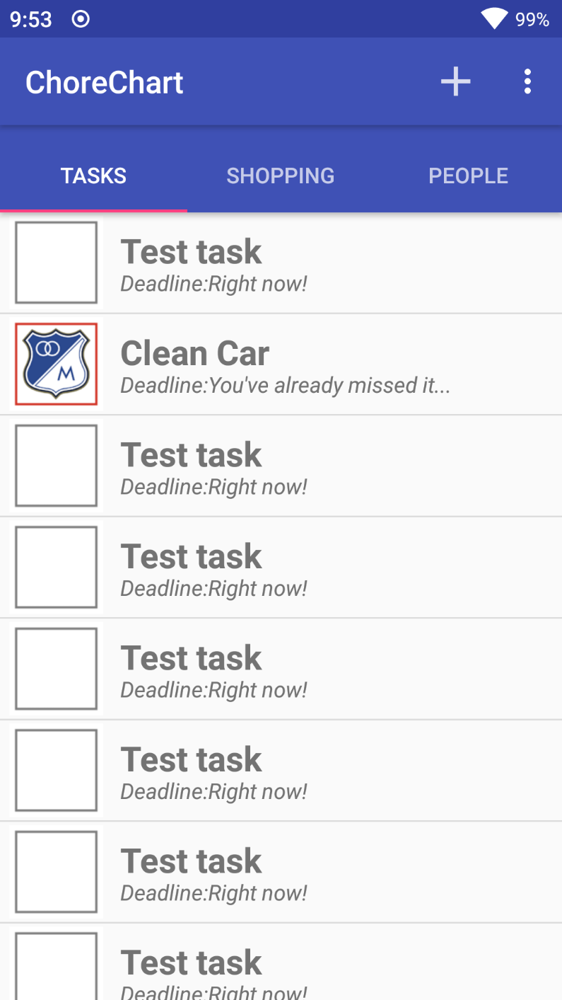 9:53 99%
ChoreChart
TASKS SHOPPING PEOPLE
Test task
Deadline:Right now!
Clean Car
Deadline:You've already missed it...
M
Test task
Deadline:Right now!
Test task
Deadline:Right now!
Test task
Deadline:Right now!
Test task
Deadline:Right now!
Test task
Deadline:Right now!
Test task
Deadline:Right now!